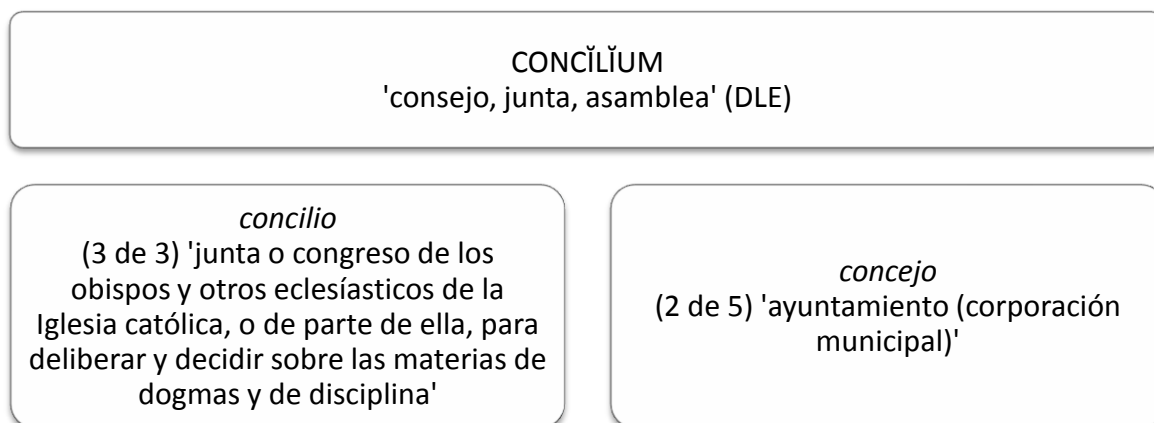 CONCĬLĬUM
'consejo, junta, asamblea' (DLE)
concilio
(3 de 3) 'junta o congreso de los
obispos y otros eclesíasticos de la
Iglesia católica, o de parte de ella, para
deliberar y decidir sobre las materias de
dogmas y de disciplina'
concejo
(2 de 5) 'ayuntamiento (corporación
municipal)'